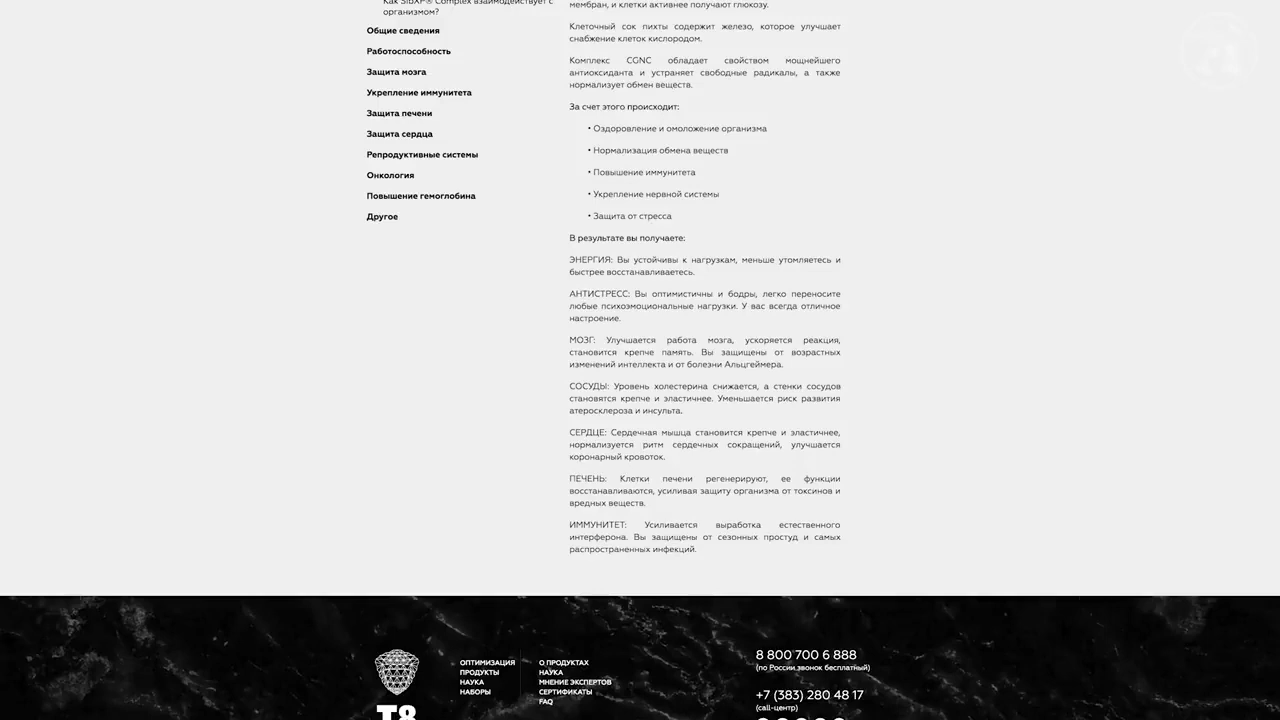 Как SibXP® Complex взаимодействует с
организмом?
Общие сведения
Работоспособность
Защита мозга
Укрепление иммунитета
Защита печени
Защита сердца
Репродуктивные системы
Онкология
Повышение гемоглобина
Другое
мембран, и клетки активнее получают глюкозу.
Клеточный сок пихты содержит железо, которое улучшает
снабжение клеток кислородом.
Комплекс CGNC обладает свойством мощнейшего
антиоксиданта и устраняет свободные радикалы, а также
нормализует обмен веществ.
За счет этого происходит:
• Оздоровление и омоложение организма
• Нормализация обмена веществ
• Повышение иммунитета
• Укрепление нервной системы
• Защита от стресса
В результате вы получаете:
ЭНЕРГИЯ: Вы устойчивы к нагрузкам, меньше утомляетесь и
быстрее восстанавливаетесь.
АНТИСТРЕСС: Вы оптимистичны и бодры, легко переносите
любые психоэмоциональные нагрузки. У вас всегда отличное
настроение.
МОЗГ: Улучшается работа мозга, ускоряется реакция,
становится крепче память. Вы защищены от возрастных
изменений интеллекта и от болезни Альцгеймера.
СОСУДЫ: Уровень холестерина снижается, а стенки сосудов
становятся крепче и эластичнее. Уменьшается риск развития
атеросклероза и инсульта.
СЕРДЦЕ: Сердечная мышца становится крепче и эластичнее,
нормализуется ритм сердечных сокращений, улучшается
коронарный кровоток.
ПЕЧЕНЬ: Клетки печени регенерируют, ее функции
восстанавливаются, усиливая защиту организма от токсинов и
вредных веществ.
ИММУНИТЕТ: Усиливается выработка естественного
интерферона. Вы защищены от сезонных простуд и самых
распространенных инфекций.
T8
ОПТИМИЗАЦИЯ
ПРОДУКТЫ
НАУКА
НАБОРЫ
О ПРОДУКТАХ
НАУКА
МНЕНИЕ ЭКСПЕРТОВ
СЕРТИФИКАТЫ
FAQ
8 800 700 6 888
(по России звонок бесплатный)
+7 (383) 280 48 17
(call-центр)